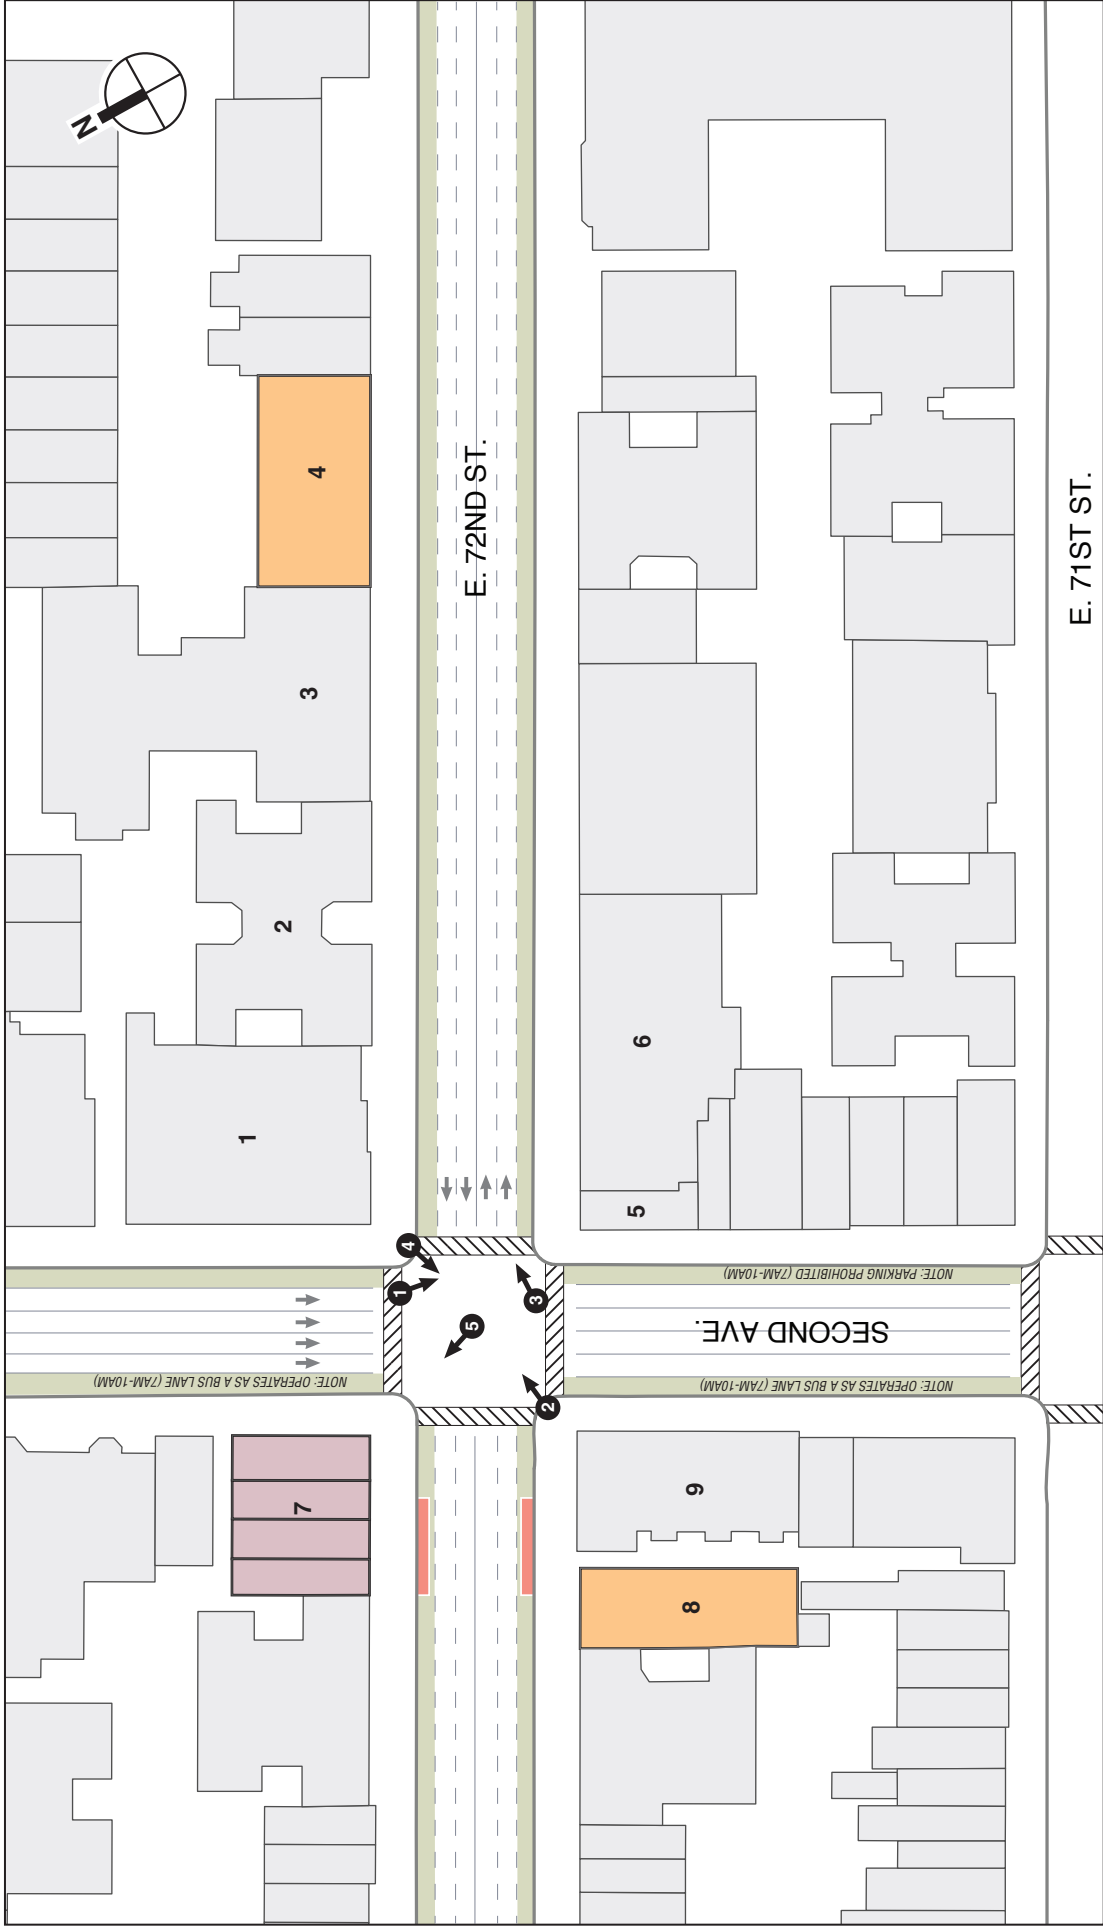 N
4
E. 72ND ST.
E. 71ST ST.
3
2
1
6
5
4
1
3
5
2
NOTE: PARKING PROHIBITED (7AM-10AM)
SECOND AVE.
NOTE: OPERATES AS A BUS LANE (7AM-10AM)
NOTE: OPERATES AS A BUS LANE (7AM-10AM)
7
9
8